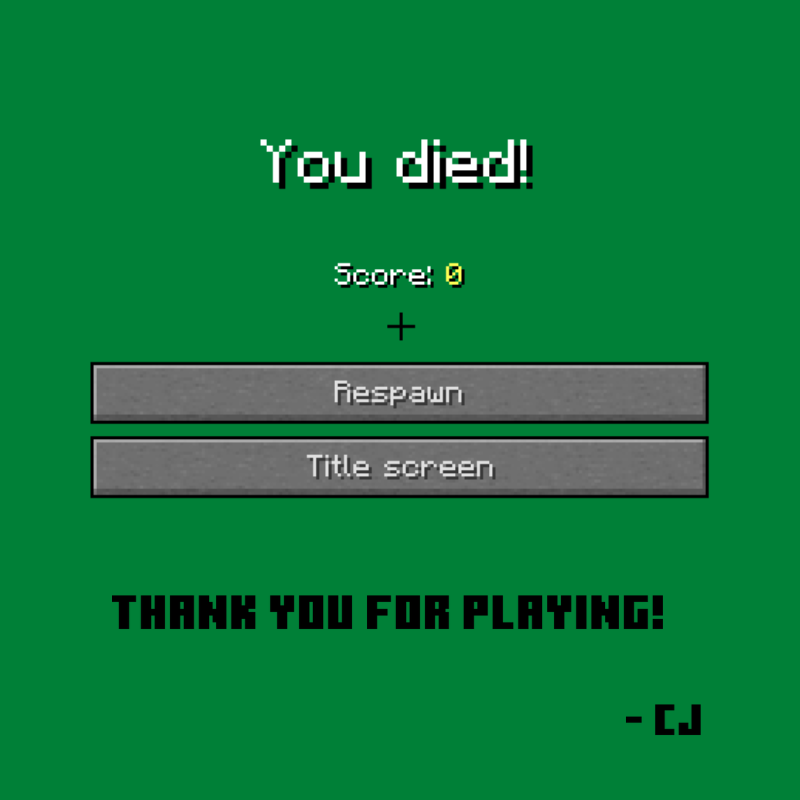 You died!
Score: 0
Respawn
Title screen
THANK YOU FOR PLAYING!
- CJ